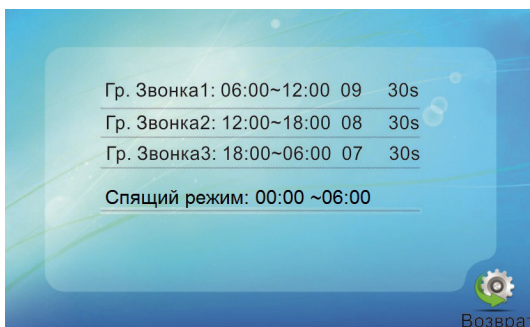 Гр. Звонка1: 06:00~12:00 09 30s
Гр. Звонка2: 12:00~18:00 08 30s
Гр. Звонка3: 18:00~06:00 07 30s
Спящий режим: 00:00 ~06:00
Возвра